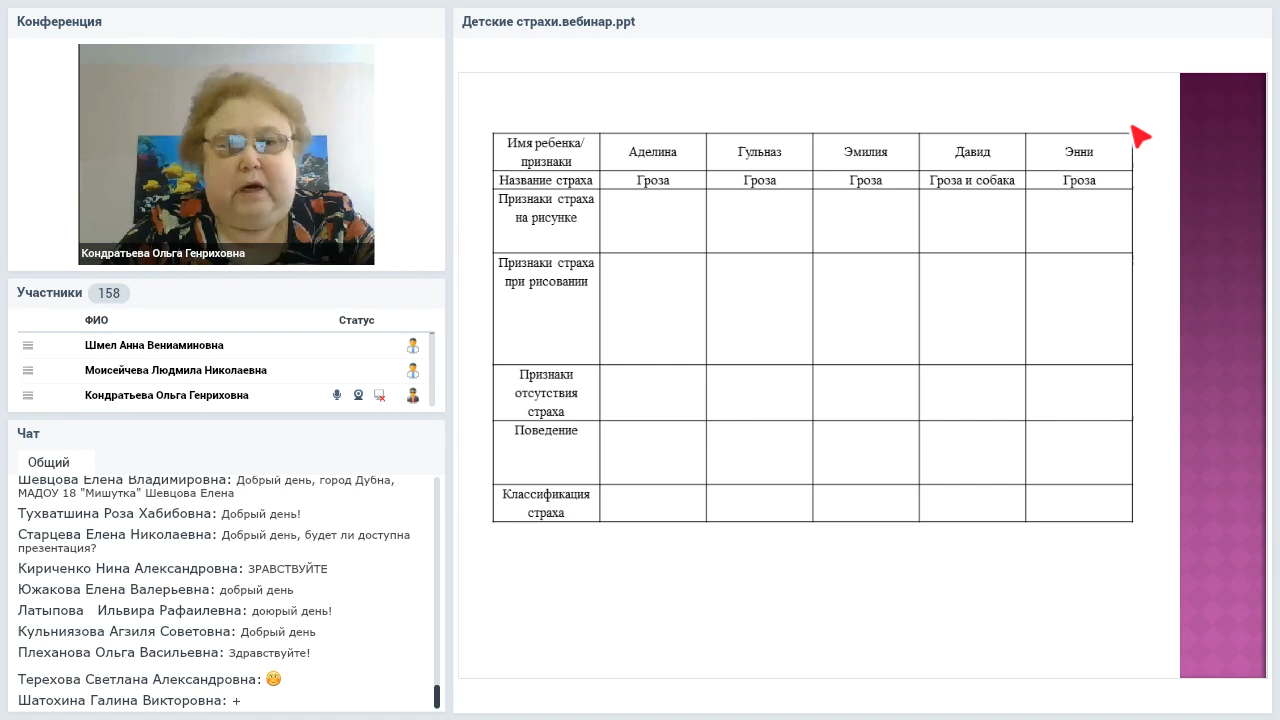 Конференция
Кондратьева Ольга Генриховна
Участники 158
ФИО Статус
Шмел Анна Вениаминовна
Моисейчева Людмила Николаевна
Кондратьева Ольга Генриховна
Чат
Общий
Шевцова Елена Владимировна: Добрый день, город Дубна,
МАДОУ 18 "Мишутка" Шевцова Елена
Тухватшина Роза Хабибовна: Добрый день!
Старцева Елена Николаевна: Добрый день, будет ли доступна
презентация?
Кириченко Нина Александровна: ЗРАВСТВУЙТЕ
Южакова Елена Валерьевна: добрый день
Латыпова Ильвира Рафаилевна: доюрый день!
Кульниязова Агзиля Советовна: Добрый день
Плеханова Ольга Васильевна: Здравствуйте!
Терехова Светлана Александровна:
Шатохина Галина Викторовна: +
Детские страхи.вебинар.ppt
Имя ребенка/
признаки
Аделина
Гульназ
Эмилия
Давид
Энни
Название страха
Гроза
Гроза
Гроза
Гроза и собака
Гроза
Признаки страха
на рисунке
Признаки страха
при рисовании
Признаки
отсутствия
страха
Поведение
Классификация
страха